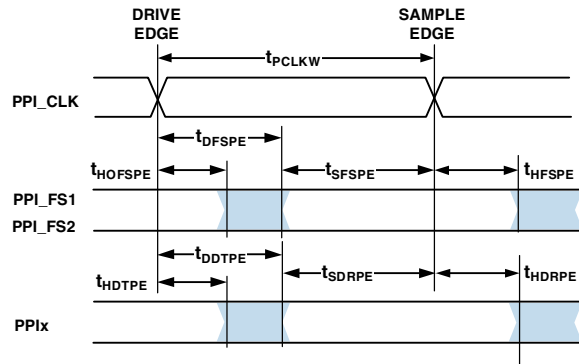 DRIVE EDGE
SAMPLE EDGE
tPCLKW
PPI_CLK
tDFSPE
tHOFSPE
tSFSPE
tHFSPE
PPI_FS1
PPI_FS2
tDDTPE
tHDTPE
tSDRPE
tHDRPE
PPIx